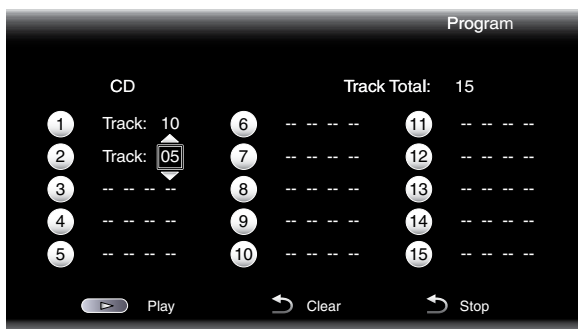 Program
CD Track Total: 15
1 Track: 10 6 -- -- -- -- 11 -- -- -- --
2 Track: 05 7 -- -- -- -- 12 -- -- -- --
3 -- -- -- -- 8 -- -- -- -- 13 -- -- -- --
4 -- -- -- -- 9 -- -- -- -- 14 -- -- -- --
5 -- -- -- -- 10 -- -- -- -- 15 -- -- -- --
Play Clear Stop